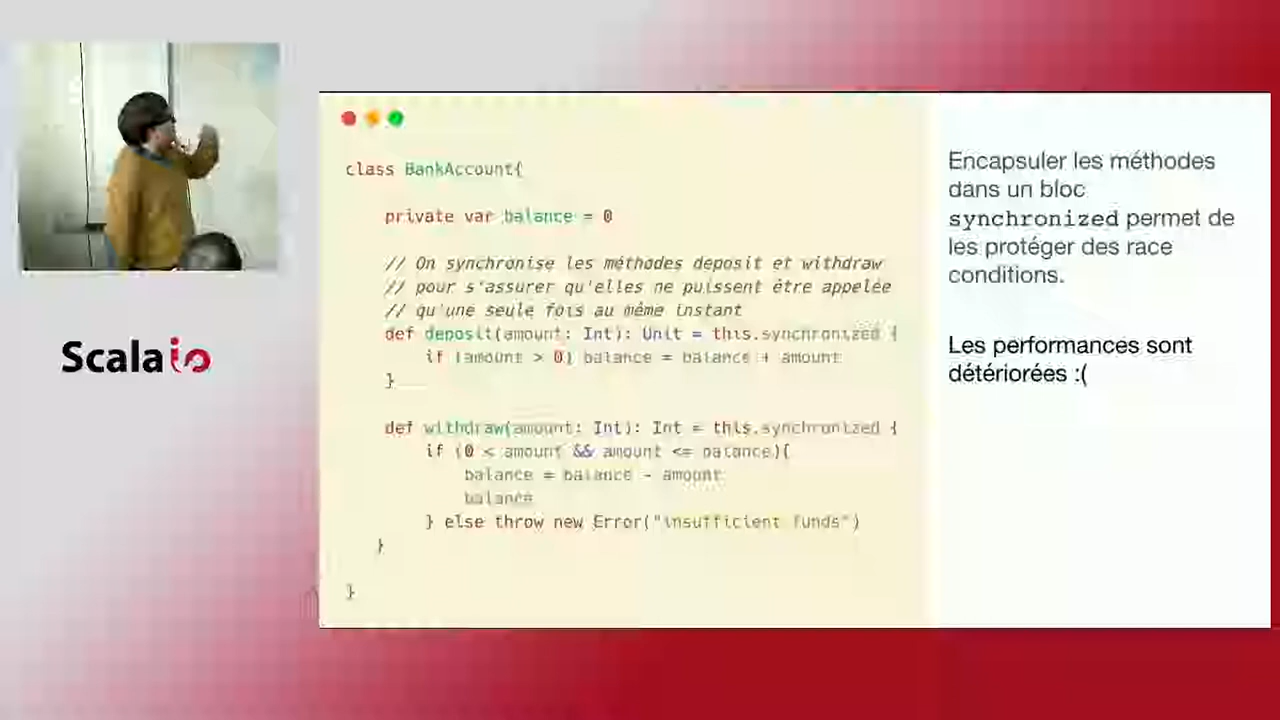 Scala io
class BankAccount{
private var balance = 0
// On synchronise les méthodes deposit et withdraw
// pour s'assurer qu'elles ne puissent être appelée
// qu'une seule fois au même instant
def deposit(amount: Int): Unit = this.synchronized {
if (amount > 0) balance = balance + amount
}
def withdraw(amount: Int): Int = this.synchronized {
if (0 < amount && amount <= balance){
balance = balance - amount
balance
} else throw new Error("insufficient funds")
}
}
Encapsuler les méthodes
dans un bloc
synchronized permet de
les protéger des race
conditions.
Les performances sont
détériorées :(